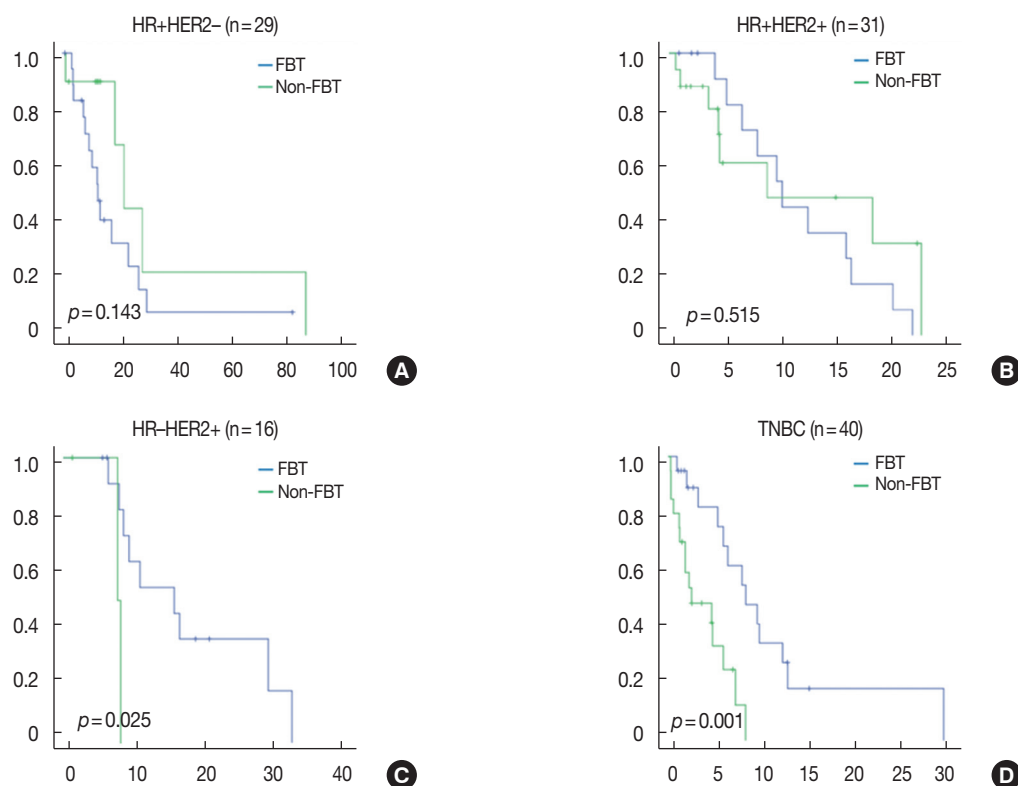 HR+HER2– (n=29)
1.0
0.8
0.6
0.4
0.2
0
FBT
Non-FBT
p=0.143
0 20 40 60 80 100
A
HR+HER2+ (n=31)
1.0
0.8
0.6
0.4
0.2
0
FBT
Non-FBT
p=0.515
0 5 10 15 20 25
B
HR–HER2+ (n=16)
1.0
0.8
0.6
0.4
0.2
0
FBT
Non-FBT
p=0.025
0 10 20 30 40
C
TNBC (n=40)
1.0
0.8
0.6
0.4
0.2
0
FBT
Non-FBT
p=0.001
0 5 10 15 20 25 30
D